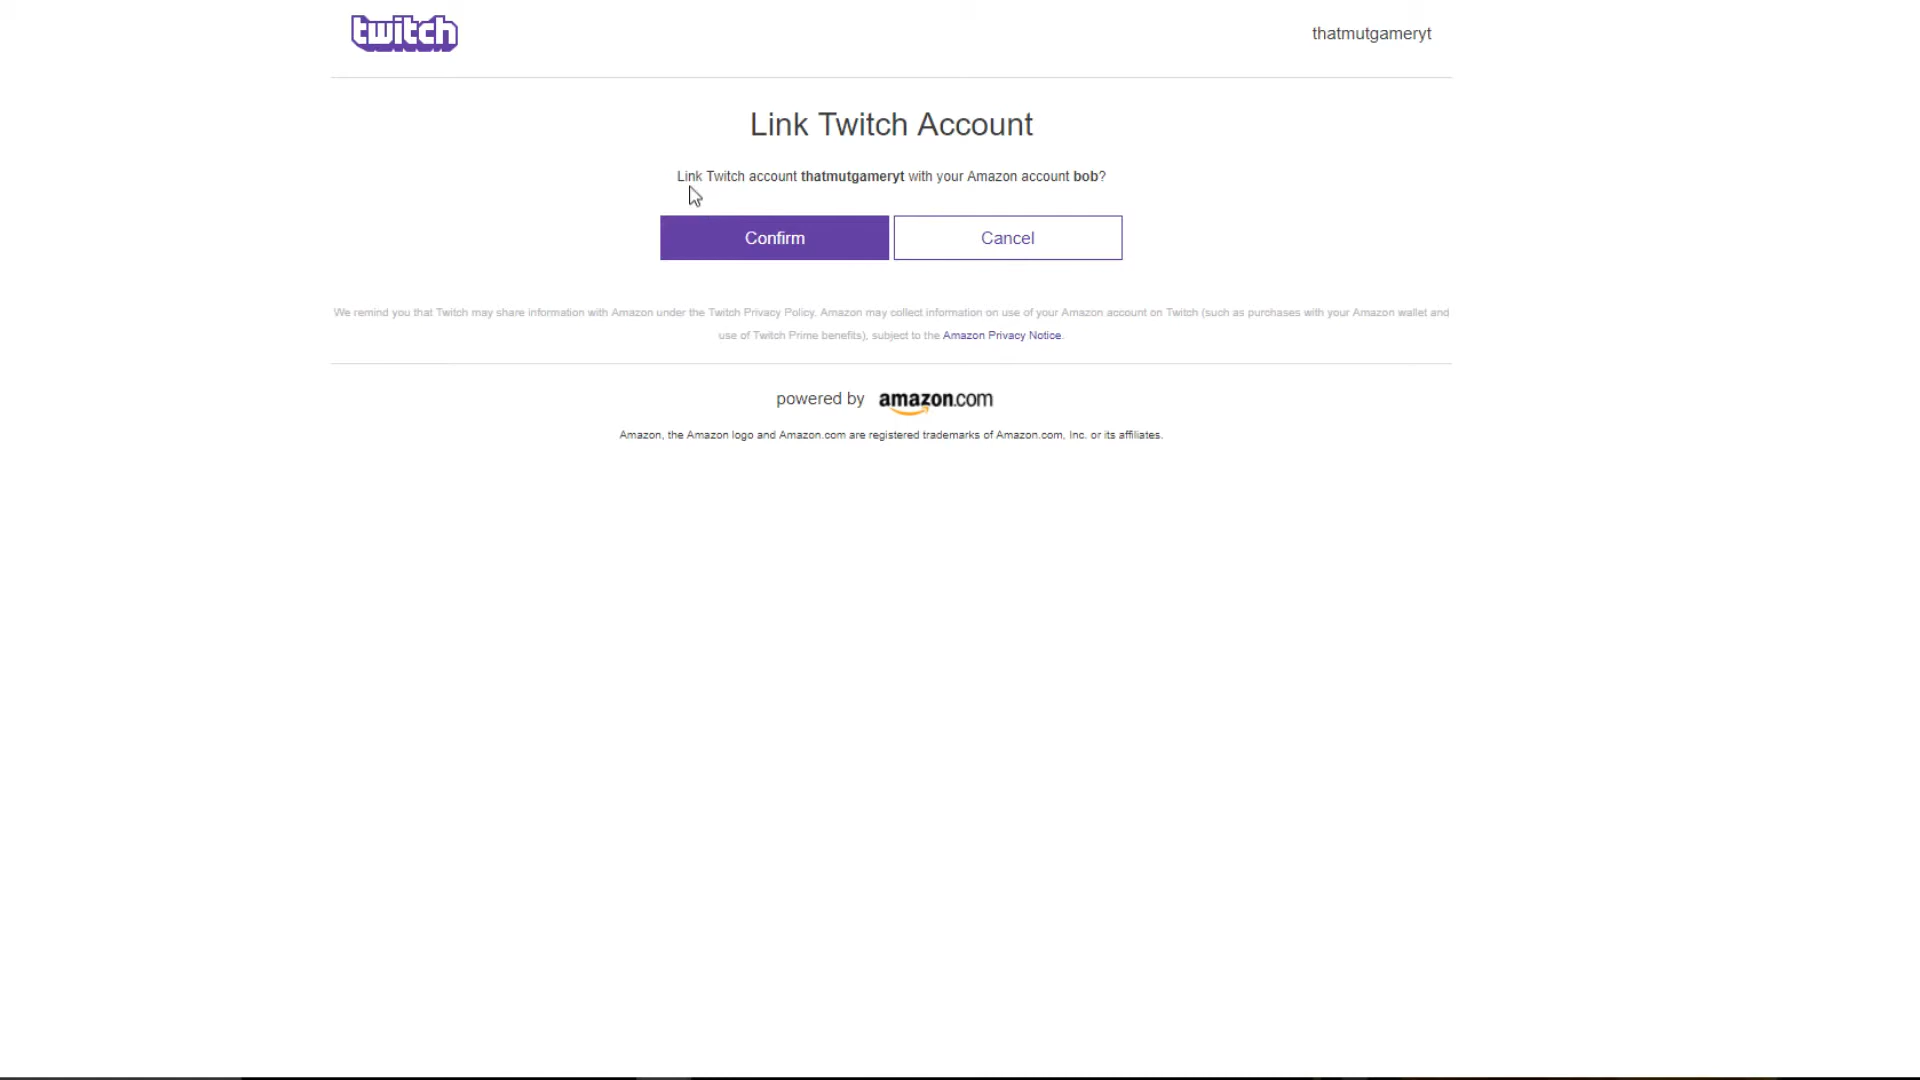 twitch
thatmutgameryt
Link Twitch Account
Link Twitch account thatmutgameryt with your Amazon account bob?
Confirm
Cancel
We remind you that Twitch may share information with Amazon under the Twitch Privacy Policy. Amazon may collect information on use of your Amazon account on Twitch (such as purchases with your Amazon wallet and
use of Twitch Prime benefits), subject to the Amazon Privacy Notice.
powered by amazon.com
Amazon, the Amazon logo and Amazon.com are registered trademarks of Amazon.com, Inc. or its affiliates.